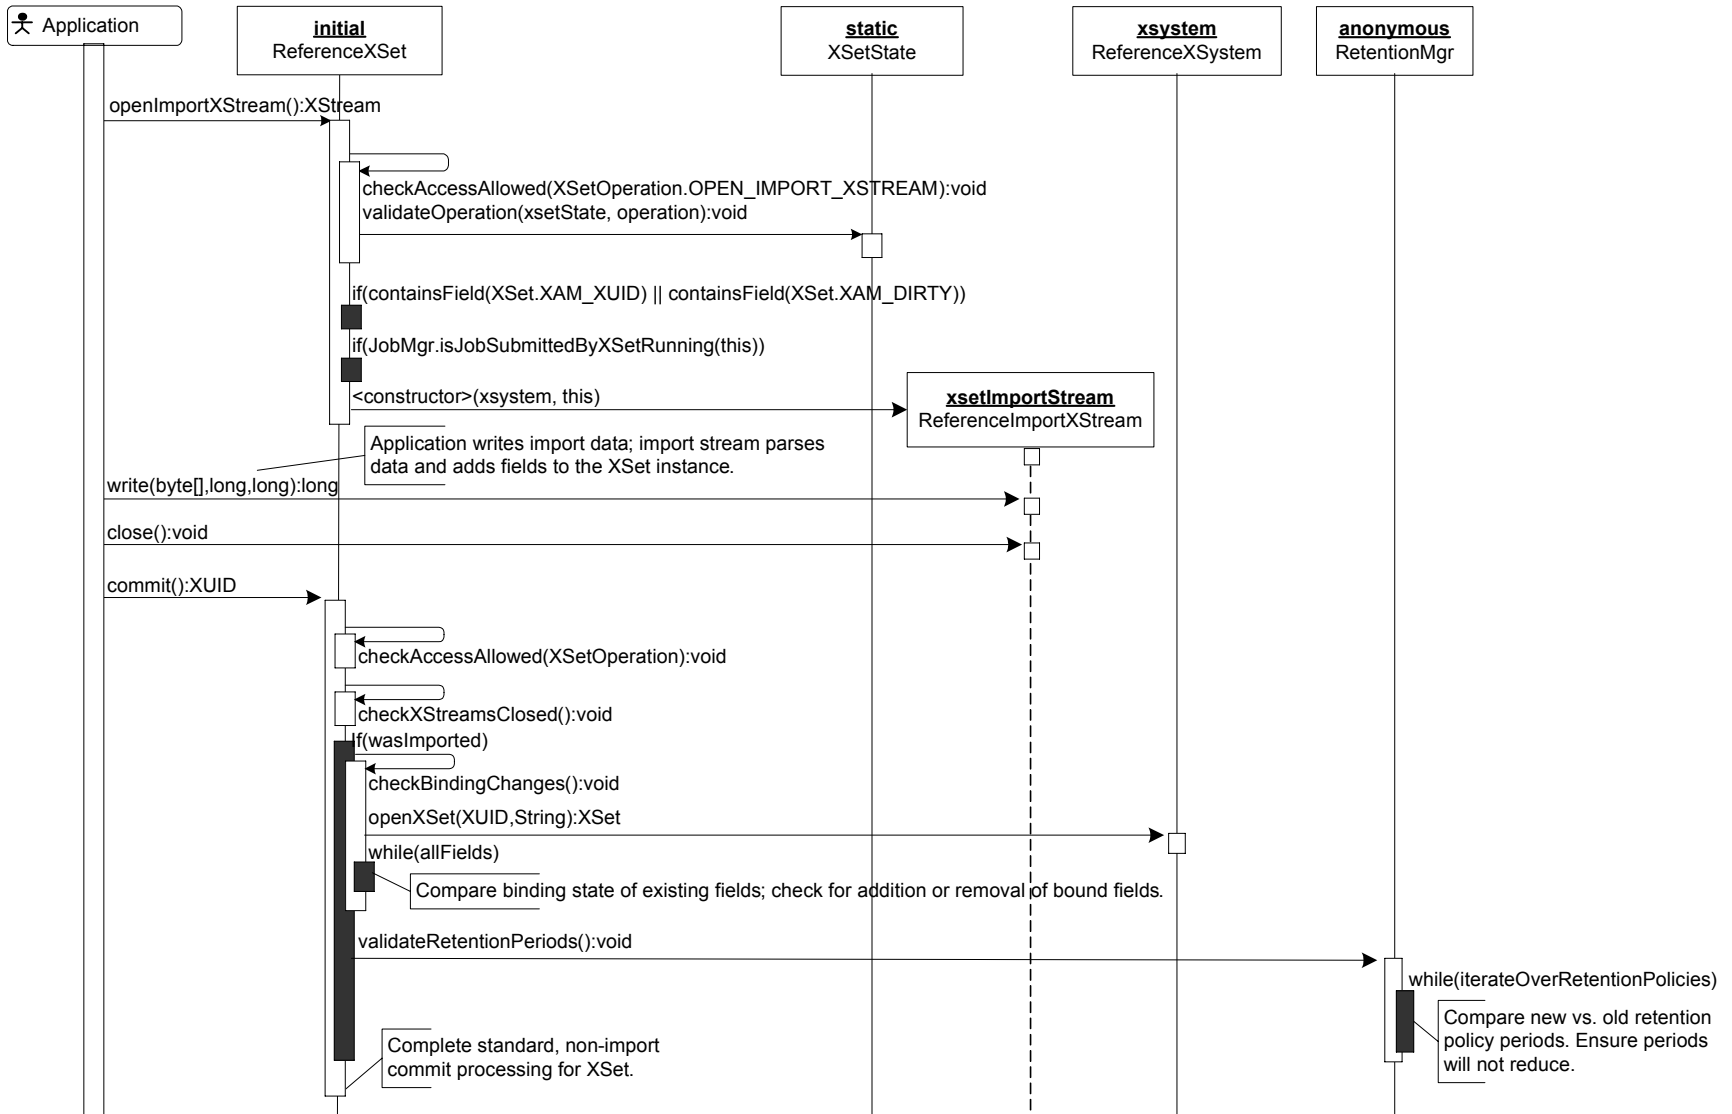 Application
initial
ReferenceXSet
static
XSetState
xsystem
ReferenceXSystem
anonymous
RetentionMgr
openImportXStream():XStream
checkAccessAllowed(XSetOperation.OPEN_IMPORT_XSTREAM):void
validateOperation(xsetState, operation):void
if(containsField(XSet.XAM_XUID) || containsField(XSet.XAM_DIRTY))
if(JobMgr.isJobSubmittedByXSetRunning(this))
<constructor>(xsystem, this)
xsetImportStream
ReferenceImportXStream
Application writes import data; import stream parses
data and adds fields to the XSet instance.
write(byte[],long,long):long
close():void
commit():XUID
checkAccessAllowed(XSetOperation):void
checkXStreamsClosed():void
If(wasImported)
checkBindingChanges():void
openXSet(XUID,String):XSet
while(allFields)
Compare binding state of existing fields; check for addition or removal of bound fields.
validateRetentionPeriods():void
while(iterateOverRetentionPolicies)
Compare new vs. old retention
policy periods. Ensure periods
will not reduce.
Complete standard, non-import
commit processing for XSet.